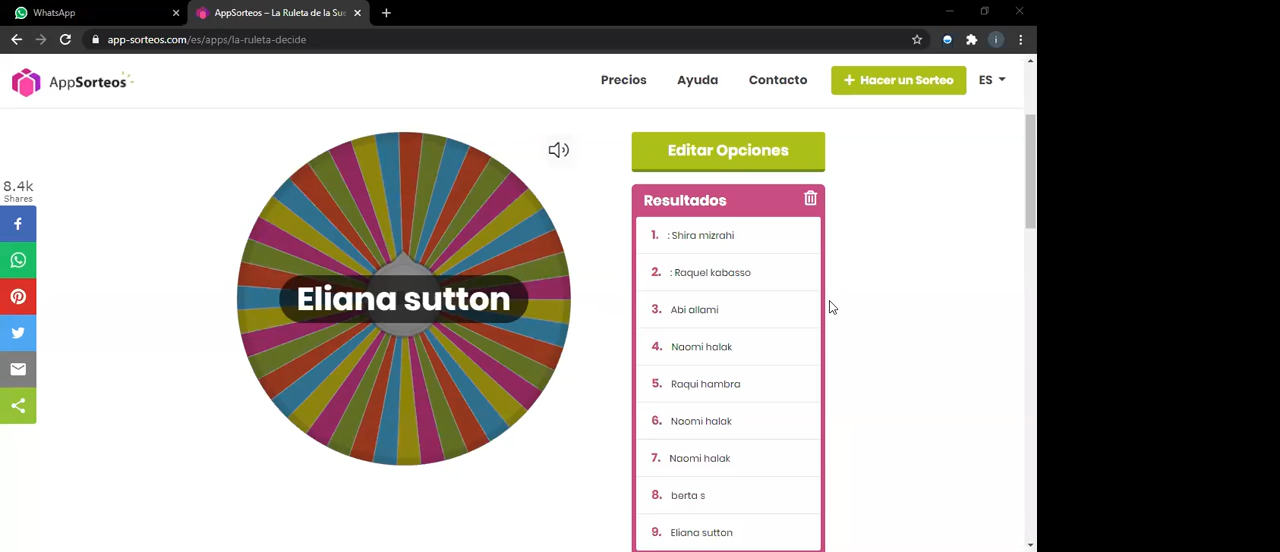 WhatsApp
AppSorteos – La Ruleta de la Sue
app-sorteos.com/es/apps/la-ruleta-decide
i
AppSorteos
Precios
Ayuda
Contacto
+ Hacer un Sorteo
ES
8.4k
Shares
Eliana sutton
Editar Opciones
Resultados
1. : Shira mizrahi
2. : Raquel kabasso
3. Abi allami
4. Naomi halak
5. Raqui hambra
6. Naomi halak
7. Naomi halak
8. berta s
9. Eliana sutton